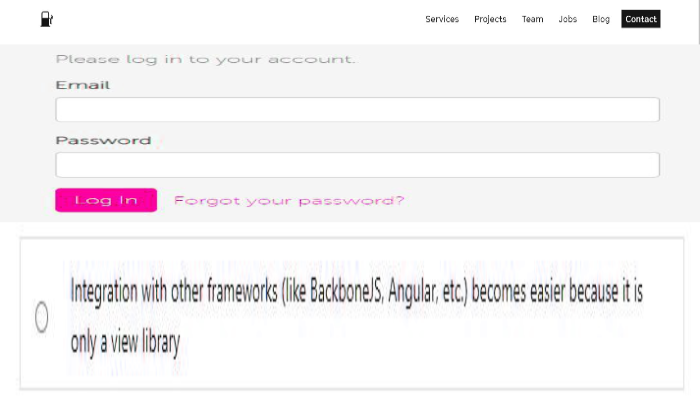 Services Projects Team Jobs Blog Contact
Please log in to your account.
Email
Password
Log In Forgot your password?
Integration with other frameworks (like BackboneJS, Angular, etc.) becomes easier because it is
only a view library